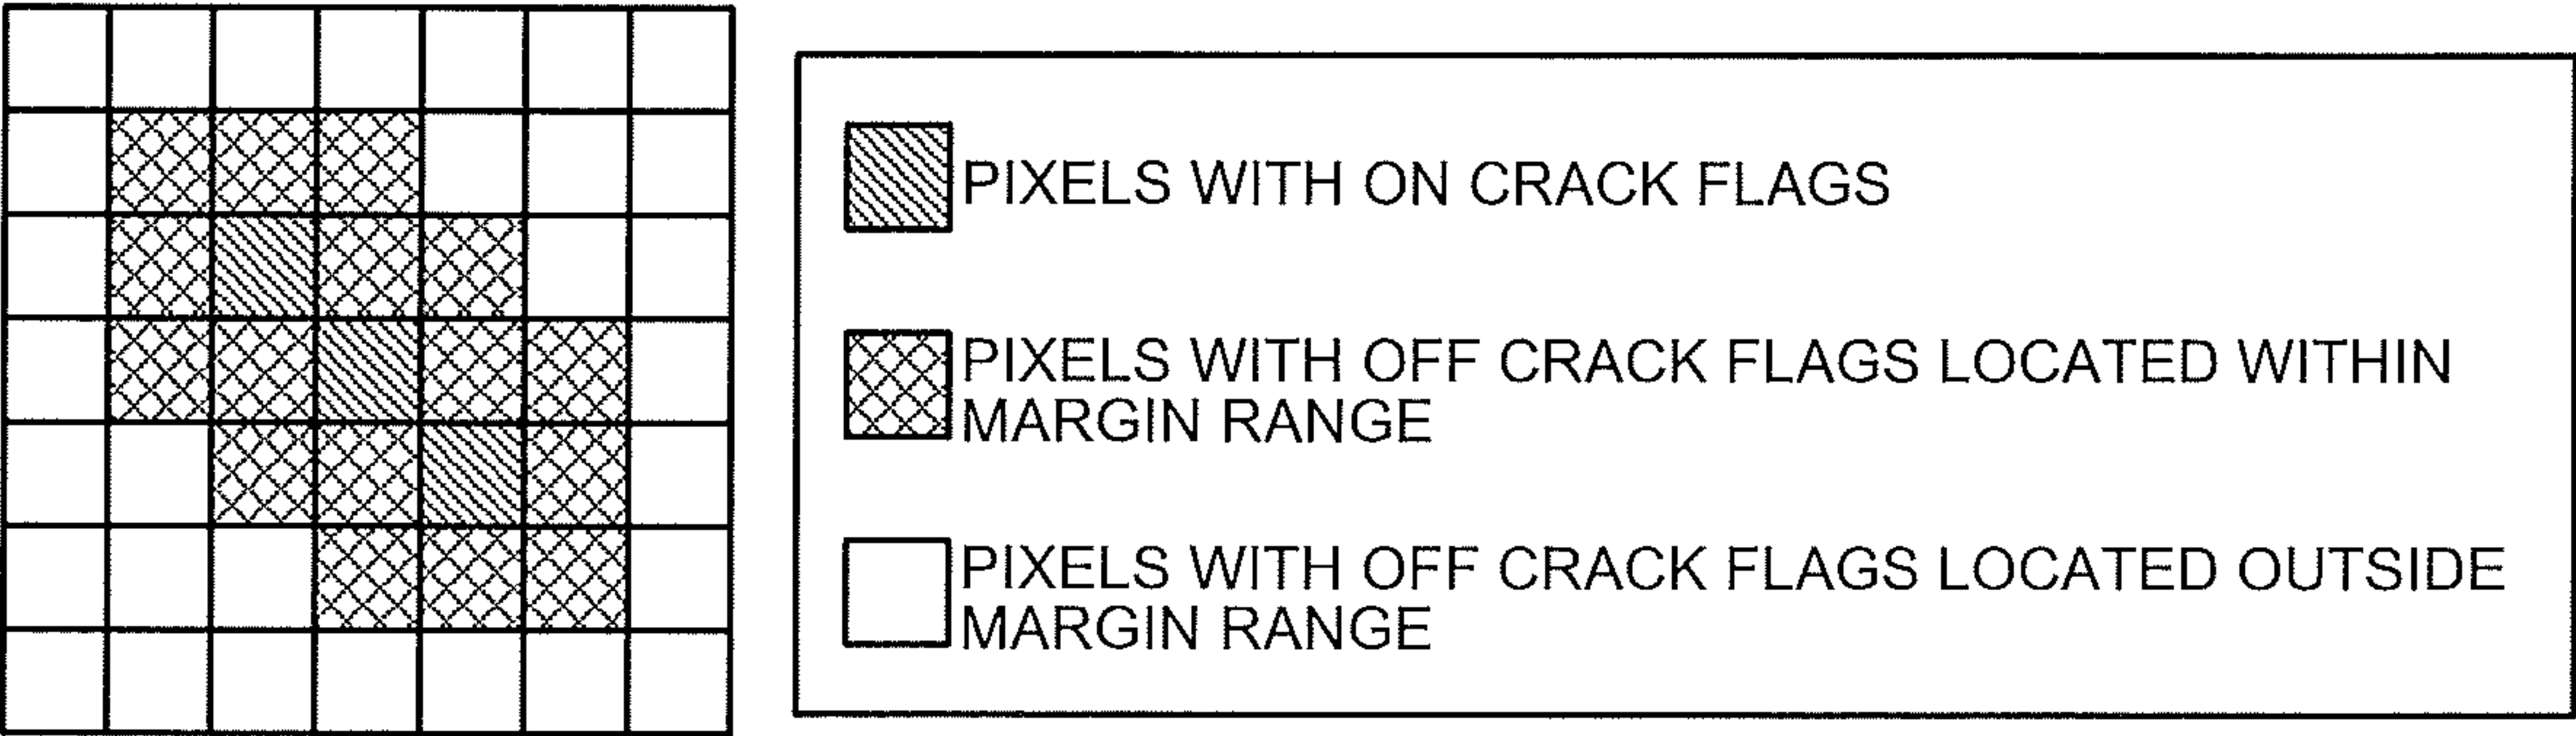 PIXELS WITH ON CRACK FLAGS
PIXELS WITH OFF CRACK FLAGS LOCATED WITHIN
MARGIN RANGE
PIXELS WITH OFF CRACK FLAGS LOCATED OUTSIDE
MARGIN RANGE